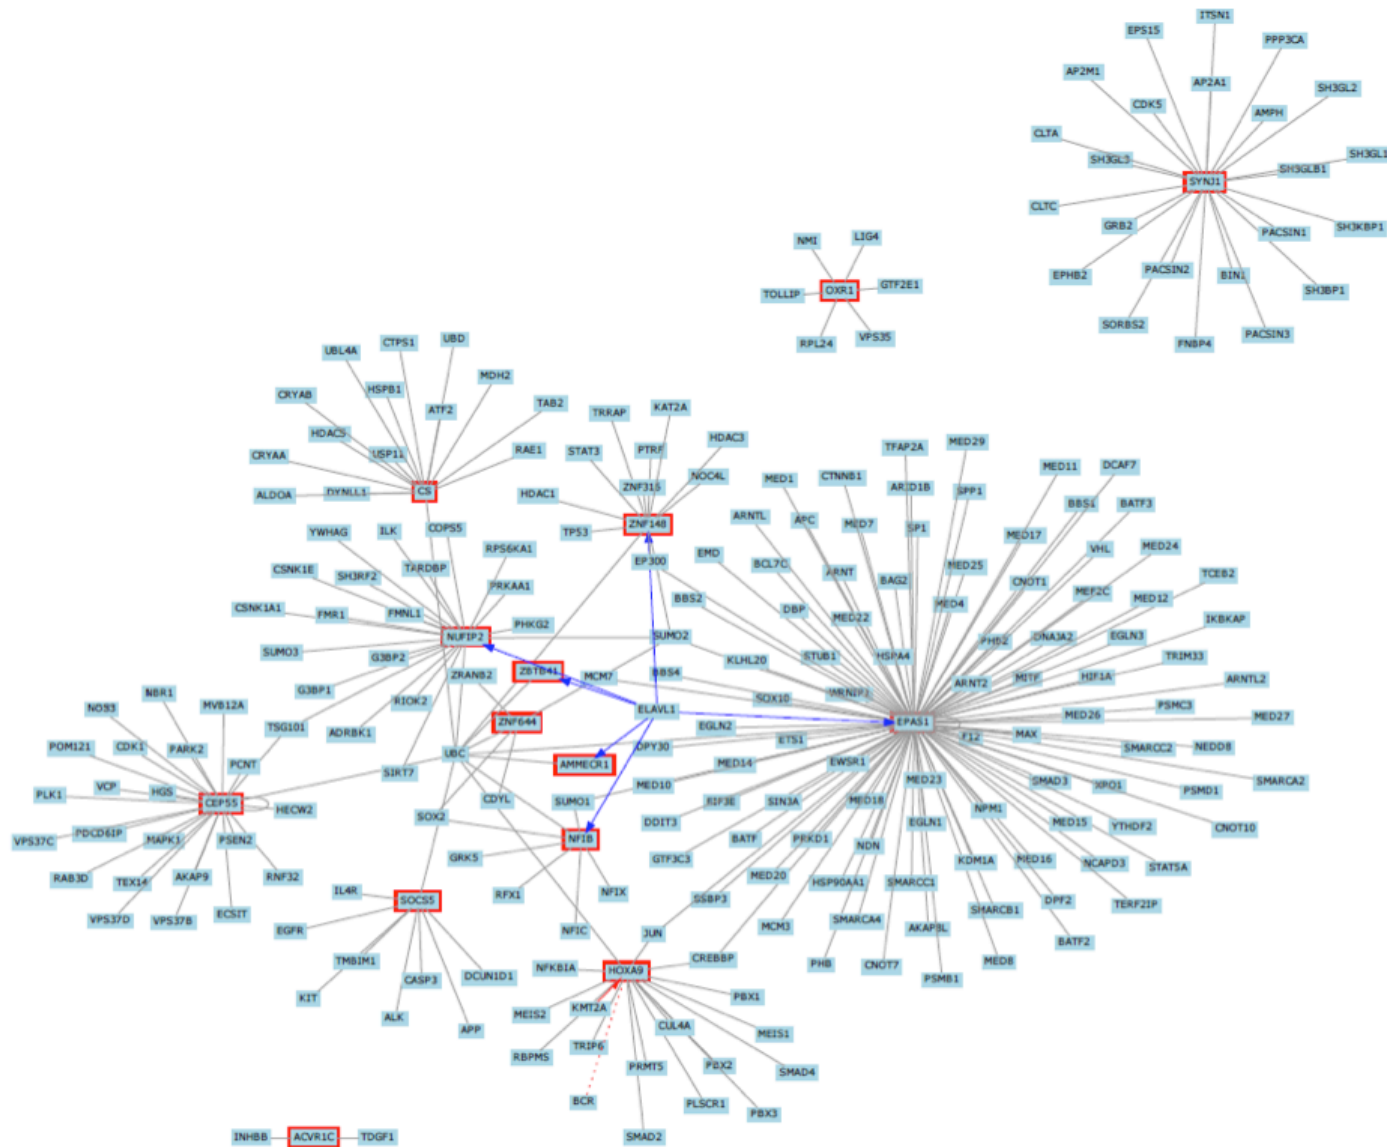 ITSN1
EPS15
PPP3CA
AP2M1
AP2A1
SH3GL2
CDK5
AMPH
CLTA
SH3GL3
SH3GL1
SH3GLB1
SYNJ1
CLTC
GRB2
PACSIN1
SH3KBP1
EPHB2
PACSIN2
BIN1
SH3BP1
SORBS2
FNBP4
PACSIN3
NMI
LIG4
TOLLIP
OXR1
GTF2E1
RPL24
VPS35
UBL4A
CTPS1
UBD
CRYAB
HSPB1
MDH2
ATF2
TAB2
HDAC5
CRYAA
USP11
RAE1
ALDOA
DYNLL1
CS
TRRAP
KAT2A
STAT3
PTRF
HDAC3
ZNF316
NOC4L
HDAC1
ZNF148
TP53
EP300
YWHAG
ILK
COPS5
CSNK1E
SH3RF2
TARDBP
RPS6KA1
PRKAA1
CSNK1A1
FMR1
FMNL1
PHKG2
NUFIP2
SUMO2
SUMO3
G3BP2
ZRANB2
ZBTB41
MCM7
G3BP1
RIOK2
TSG101
ADRBK1
ZNF644
ELAVL1
UBC
AMMECR1
SIRT7
CDYL
SUMO1
SOX2
NFIB
GRK5
RFX1
NFIX
NFIC
NBR1
NOS3
MVB12A
POM121
CDK1
PARK2
PCNT
PLK1
VCP
HGS
CEP55
HECW2
VPS37C
PDCD6IP
MAPK1
PSEN2
RAB3D
TEX14
AKAP9
RNF32
VPS37D
VPS37B
ECSIT
IL4R
SOCS5
EGFR
TMBIM1
CASP3
DCUN1D1
KIT
ALK
APP
JUN
NFKBIA
HOXA9
CREBBP
MEIS2
KMT2A
PBX1
CUL4A
MEIS1
RBPMS
TRIP6
PRMT5
PBX2
SMAD4
BCR
PLSCR1
PBX3
SMAD2
INHBB
ACVR1C
TDGF1
TFAP2A
MED29
MED1
CTNNB1
ARID1B
SPP1
MED11
DCAF7
BBS1
BATF3
ARNTL
APC
MED7
SP1
MED17
VHL
MED24
EMD
BCL7C
ARNT
BAG2
MED25
CNOT1
MEF2C
TCEB2
BBS2
DBP
MED22
MED4
MED12
IKBKAP
STUB1
HSPA4
PHB2
DNAJA2
EGLN3
TRIM33
KLHL20
BBS4
ARNT2
MITF
HIF1A
ARNTL2
SOX10
EPAS1
MED26
PSMC3
MED27
EGLN2
ETS1
F12
MAX
NEDD8
DPY30
EWSR1
SMARCC2
SMARCA2
MED10
MED14
MED23
SMAD3
XPO1
PSMD1
EIF3E
SIN3A
MED18
NPM1
DDIT3
BATF
PRKD1
EGLN1
MED15
YTHDF2
CNOT10
GTF3C3
NDN
MED16
NCAPD3
STAT5A
MED20
HSP90AA1
SMARCC1
KDM1A
SSBP3
DPF2
TERF2IP
MCM3
SMARCA4
AKAP8L
SMARCB1
BATF2
PHB
CNOT7
PSMB1
MED8